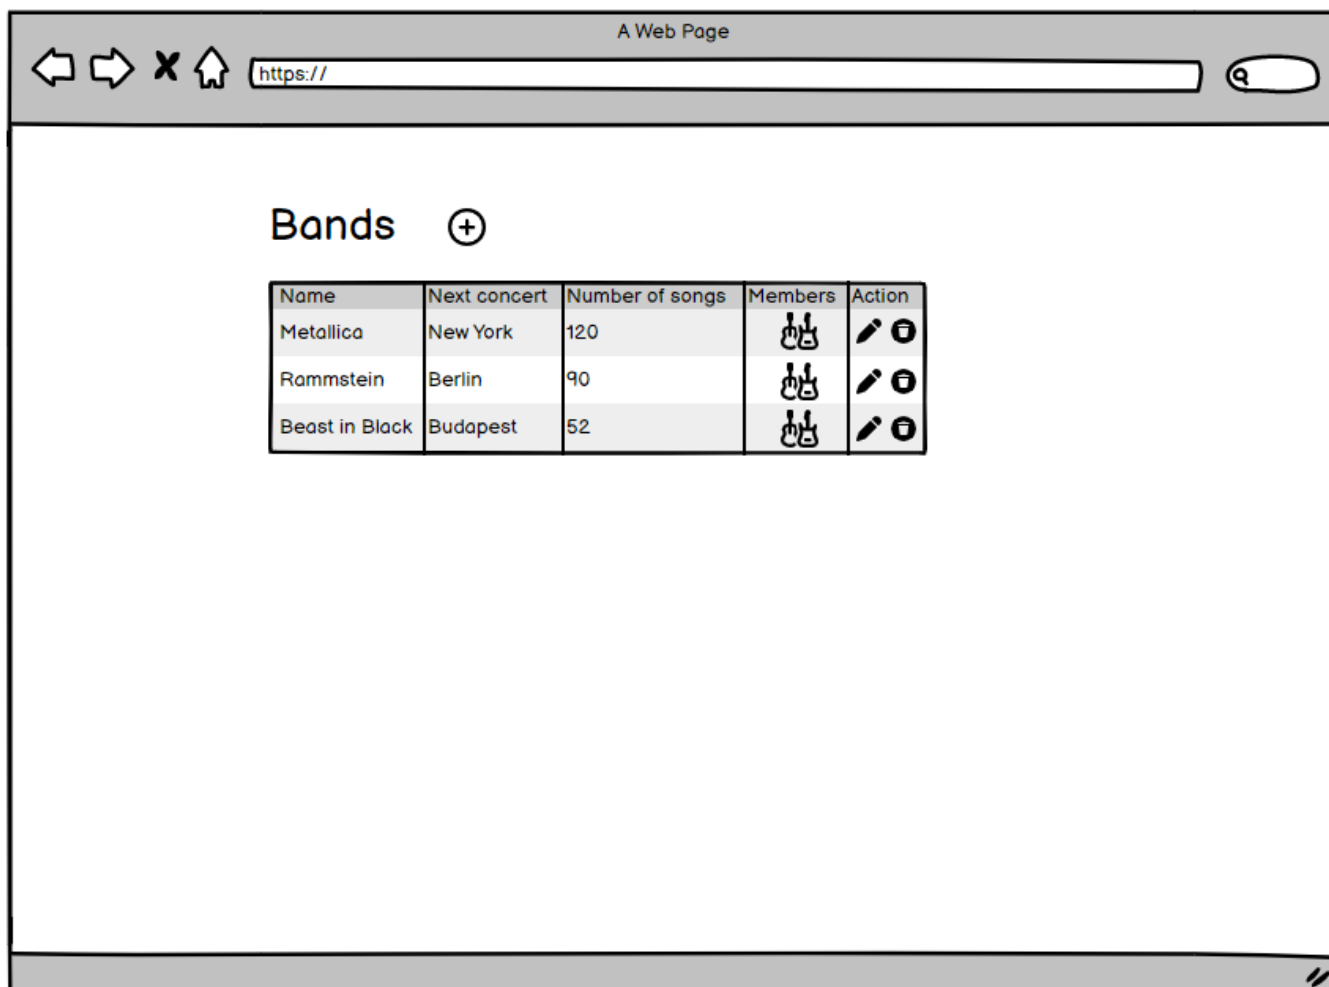 A Web Page
https://
Bands
Name Next concert Number of songs Members Action
Metallica New York 120
Rammstein Berlin 90
Beast in Black Budapest 52